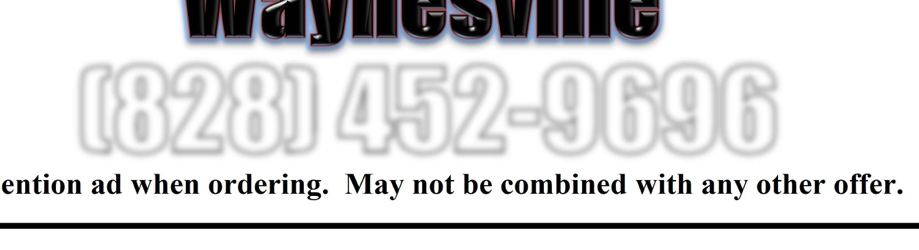 Waynesville
(828) 452-9696
ention ad when ordering.  May not be combined with any other offer.